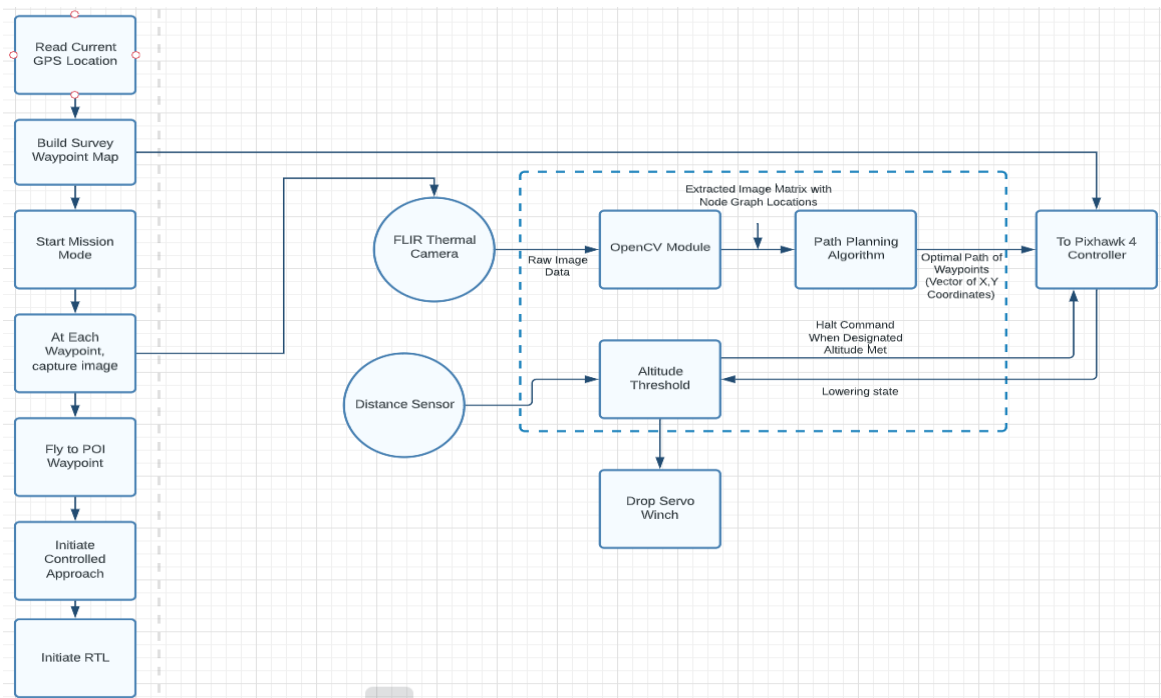 Read Current
GPS Location
Build Survey
Waypoint Map
Start Mission
Mode
At Each
Waypoint,
capture image
Fly to POI
Waypoint
Initiate
Controlled
Approach
Initiate RTL
FLIR Thermal
Camera
Raw Image
Data
Extracted Image Matrix with
Node Graph Locations
OpenCV Module
Path Planning
Algorithm
Optimal Path of
Waypoints
(Vector of X,Y
Coordinates)
To Pixhawk 4
Controller
Halt Command
When Designated
Altitude Met
Distance Sensor
Altitude
Threshold
Lowering state
Drop Servo
Winch